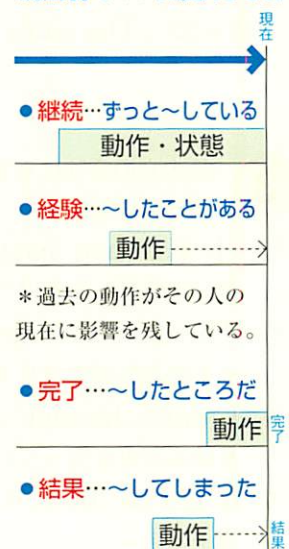 現在
●継続…ずっと〜している
動作・状態
●経験…〜したことがある
動作
＊過去の動作がその人の
現在に影響を残している。
●完了…〜したところだ
動作
完了
●結果…〜してしまった
動作
結果